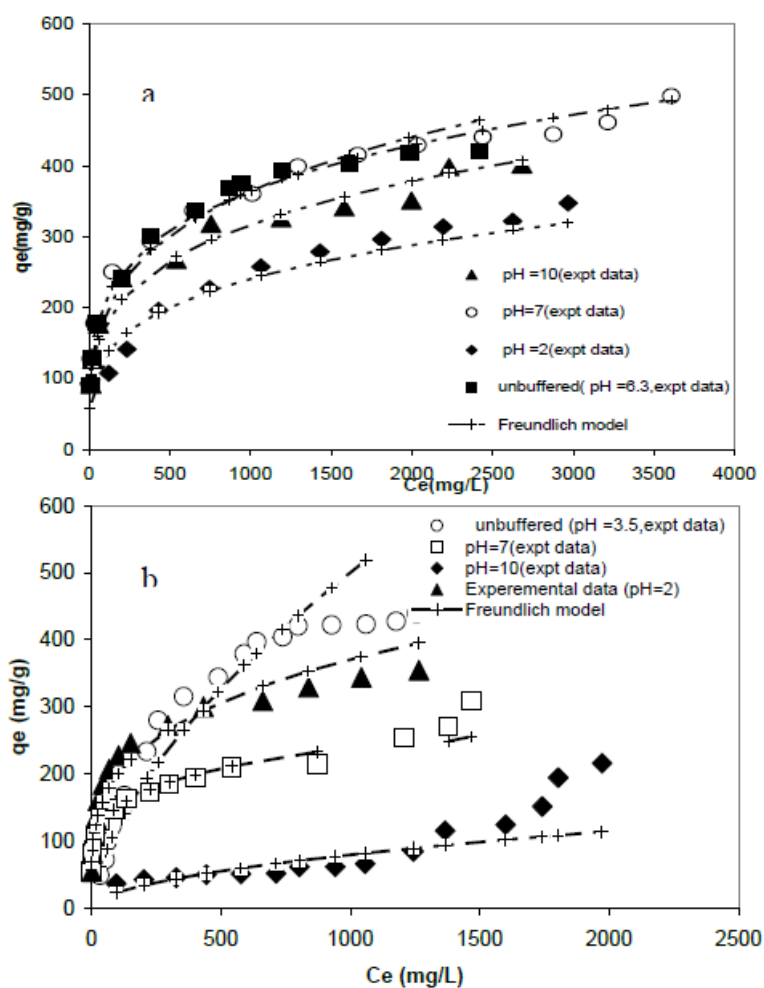 600
500
400
300
200
100
0
qe(mg/g)
a
pH =10(expt data)
pH=7(expt data)
pH =2(expt data)
unbuffered( pH =6.3,expt data)
Freundlich model
0 500 1000 1500 2000 2500 3000 3500 4000
Ce(mg/L)
600
500
400
300
200
100
0
qe (mg/g)
b
unbuffered (pH =3.5,expt data)
pH=7(expt data)
pH=10(expt data)
Experemental data (pH=2)
Freundlich model
0 500 1000 1500 2000 2500
Ce (mg/L)